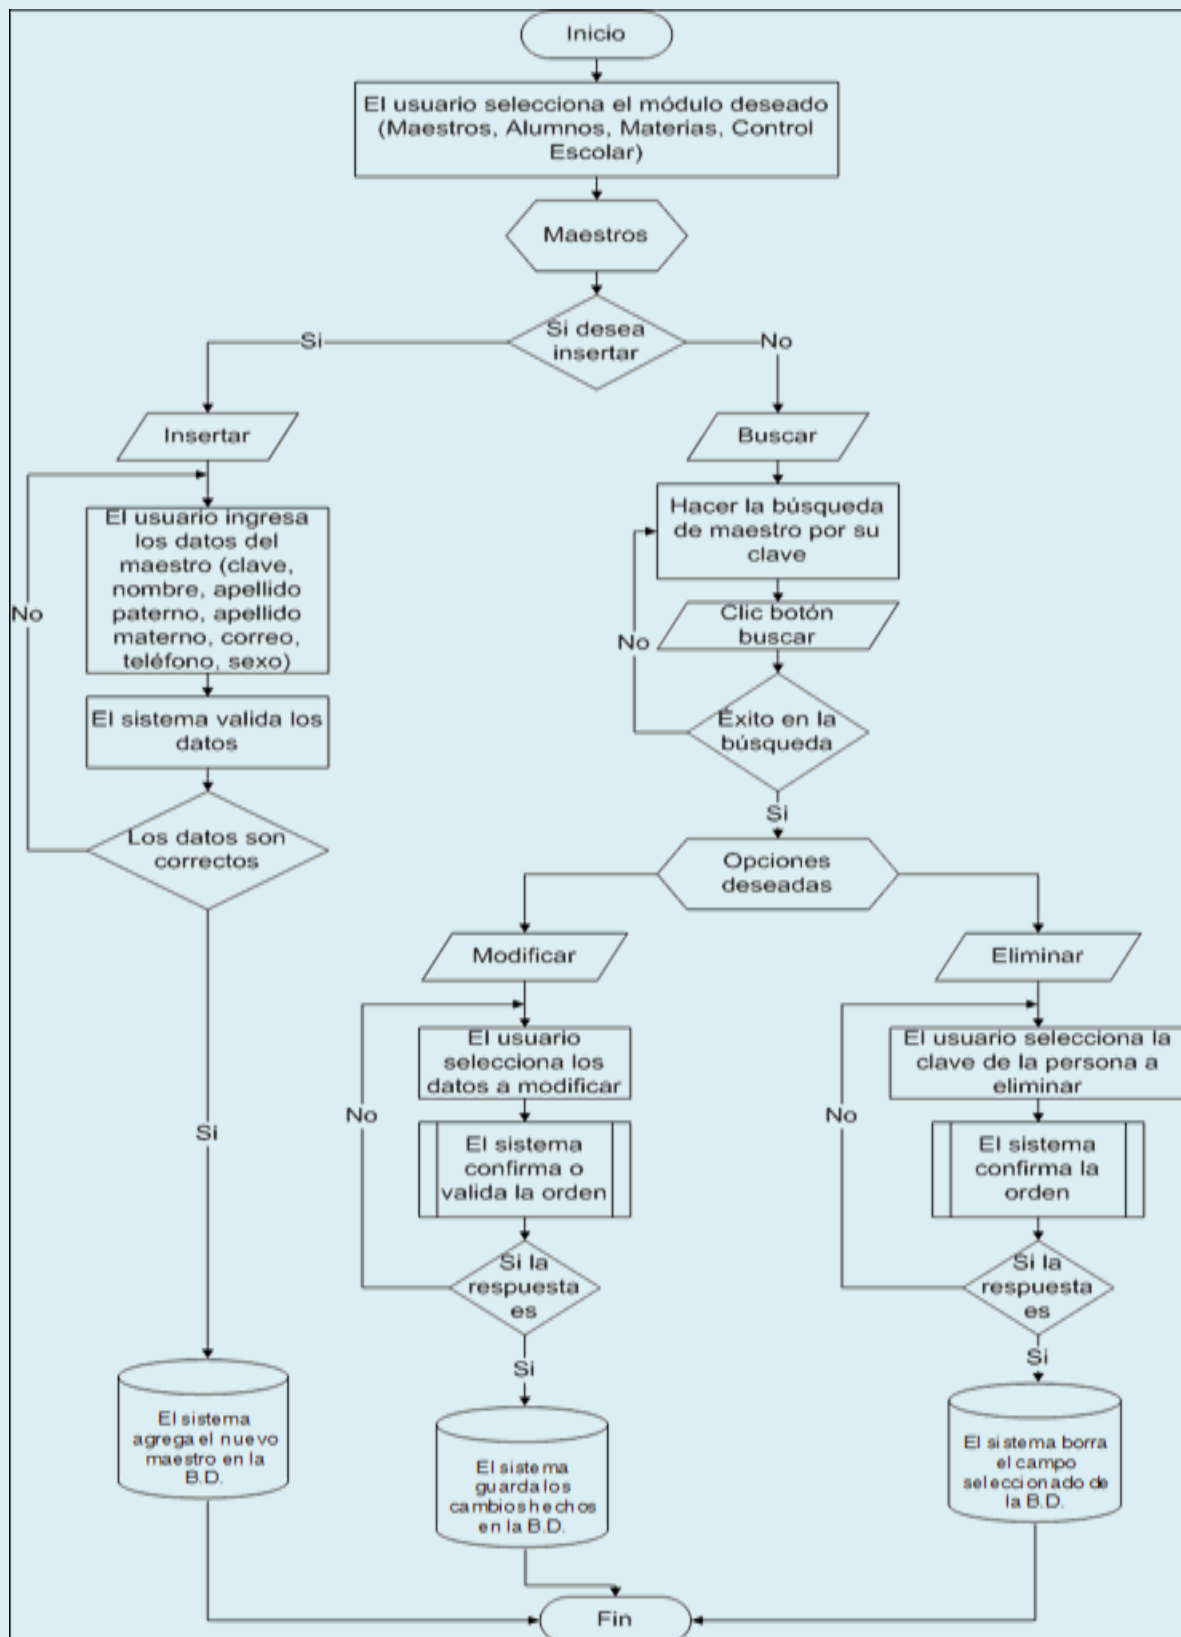 Inicio
El usuario selecciona el módulo deseado
(Maestros, Alumnos, Materias, Control
Escolar)
Maestros
Si desea
insertar
Si
No
Insertar
Buscar
El usuario ingresa
los datos del
maestro (clave,
nombre, apellido
paterno, apellido
materno, correo,
teléfono, sexo)
No
El sistema valida los
datos
Los datos son
correctos
Si
Hacer la búsqueda
de maestro por su
clave
Clic botón
buscar
No
Éxito en la
búsqueda
Si
Opciones
deseadas
Modificar
Eliminar
El usuario
selecciona los
datos a modificar
No
El sistema
confirma o
valida la orden
Si la
respuesta
es
Si
El usuario selecciona la
clave de la persona a
eliminar
No
El sistema
confirma la
orden
Si la
respuesta
es
Si
El sistema
agrega el nuevo
maestro en la
B.D.
El sistema
guarda los
cambios hechos
en la B.D.
El sistema borra
el campo
seleccionado de
la B.D.
Fin